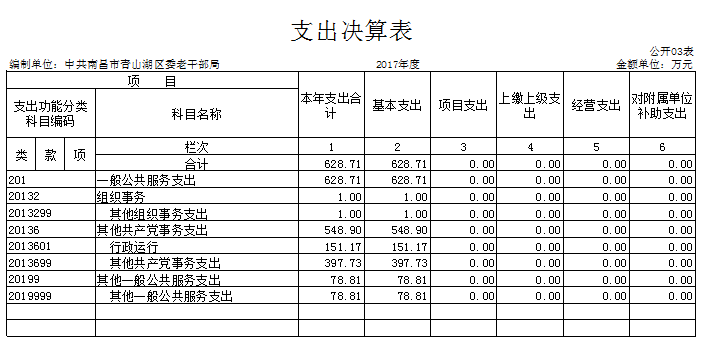 支出决算表
公开03表
编制单位：中共南昌市青山湖区委老干部局 2017年度 金额单位：万元
项 目 本年支出合计 基本支出 项目支出 上缴上级支出 经营支出 对附属单位补助支出
支出功能分类科目编码 科目名称
类 款 项 栏次 1 2 3 4 5 6
合计 628.71 628.71 0.00 0.00 0.00 0.00
201 一般公共服务支出 628.71 628.71 0.00 0.00 0.00 0.00
20132 组织事务 1.00 1.00 0.00 0.00 0.00 0.00
2013299 其他组织事务支出 1.00 1.00 0.00 0.00 0.00 0.00
20136 其他共产党事务支出 548.90 548.90 0.00 0.00 0.00 0.00
2013601 行政运行 151.17 151.17 0.00 0.00 0.00 0.00
2013699 其他共产党事务支出 397.73 397.73 0.00 0.00 0.00 0.00
20199 其他一般公共服务支出 78.81 78.81 0.00 0.00 0.00 0.00
2019999 其他一般公共服务支出 78.81 78.81 0.00 0.00 0.00 0.00